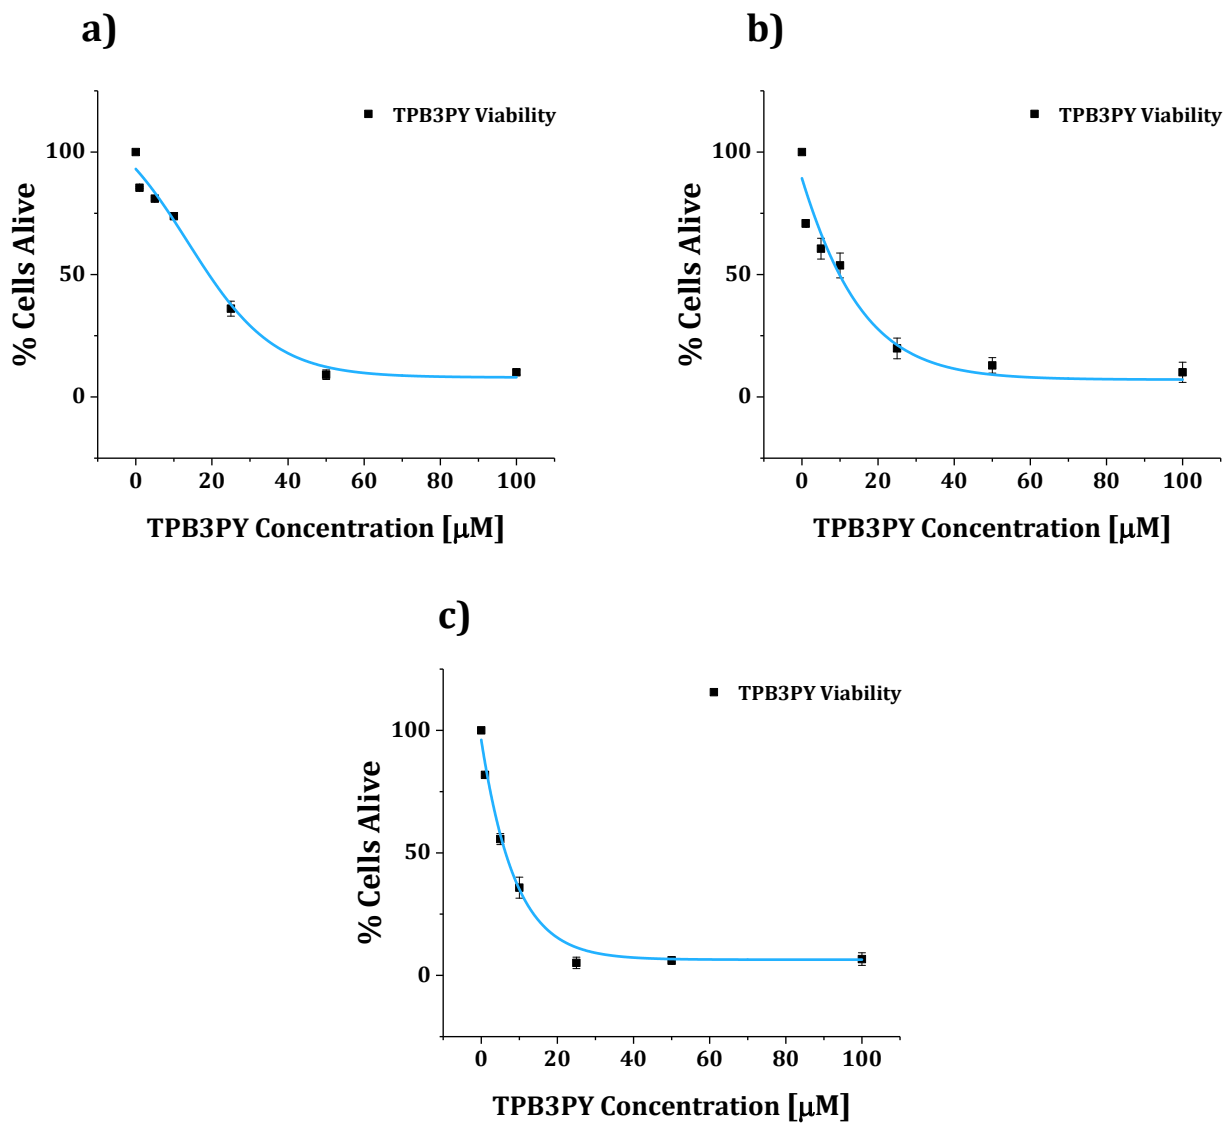 a)
TPB3PY Viability
% Cells Alive
100
50
0
0 20 40 60 80 100
TPB3PY Concentration [μM]
b)
TPB3PY Viability
% Cells Alive
100
50
0
0 20 40 60 80 100
TPB3PY Concentration [μM]
c)
TPB3PY Viability
% Cells Alive
100
50
0
0 20 40 60 80 100
TPB3PY Concentration [μM]